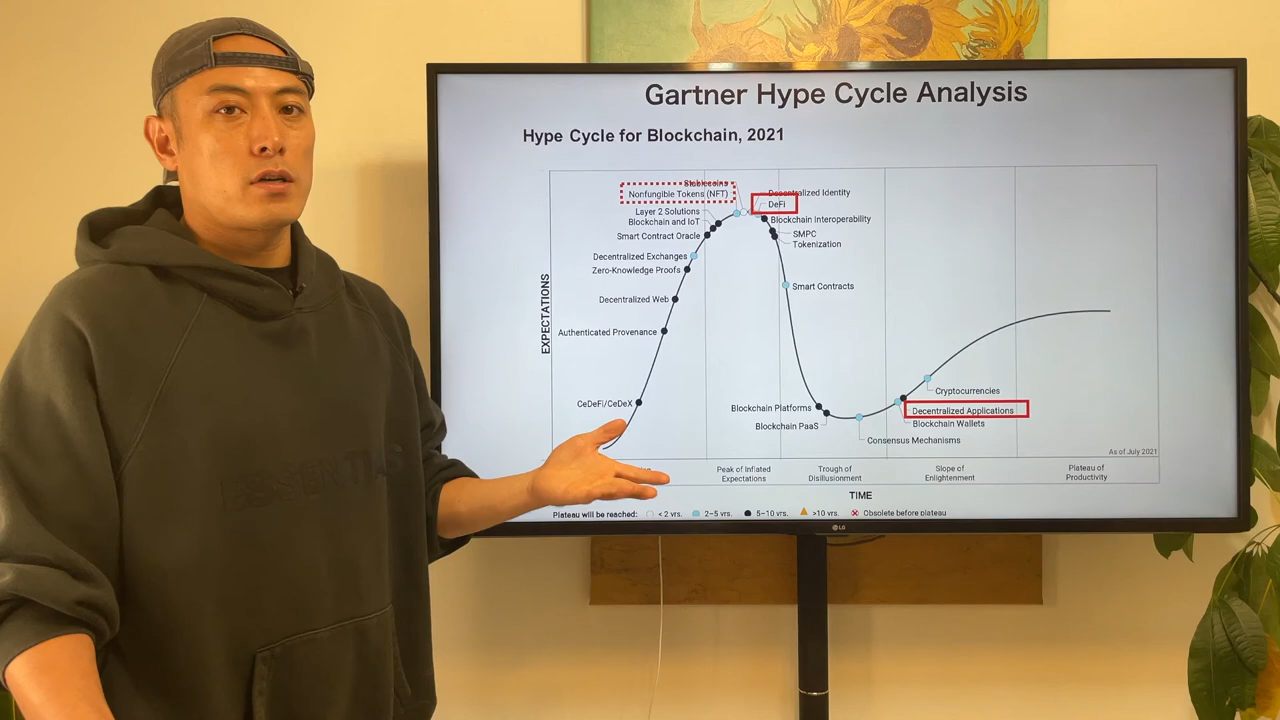 Gartner Hype Cycle Analysis
Hype Cycle for Blockchain, 2021
EXPECTATIONS
Stablecoins
Nonfungible Tokens (NFT)
Layer 2 Solutions
Blockchain and IoT
Smart Contract Oracle
Decentralized Exchanges
Zero-Knowledge Proofs
Decentralized Web
Authenticated Provenance
CeDeFi/CeDeX
Decentralized Identity
DeFi
Blockchain Interoperability
SMPC
Tokenization
Smart Contracts
Blockchain Platforms
Blockchain PaaS
Consensus Mechanisms
Cryptocurrencies
Decentralized Applications
Blockchain Wallets
As of July 2021
Peak of Inflated
Expectations
Trough of
Disillusionment
Slope of
Enlightenment
Plateau of
Productivity
TIME
Plateau will be reached: < 2 yrs. 2–5 yrs. 5–10 yrs. >10 yrs. Obsolete before plateau
LG